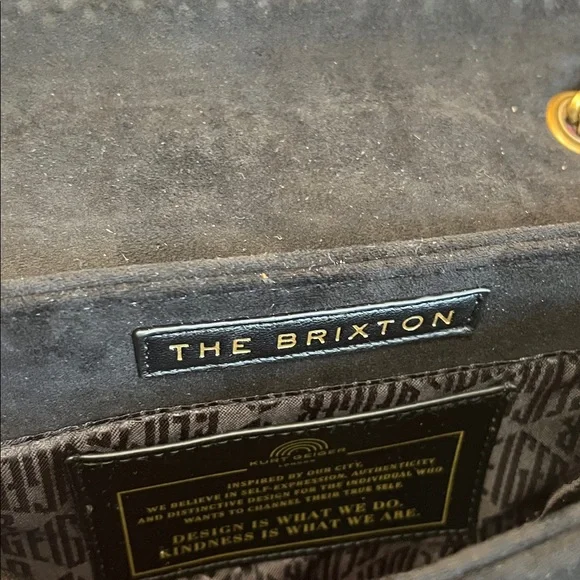 THE BRIXTON
KURT GEIGER
LONDON
INSPIRED BY OUR CITY,
WE BELIEVE IN SELF-EXPRESSION, AUTHENTICITY
AND DISTINCTIVE DESIGN FOR THE INDIVIDUAL WHO
WANTS TO CHANNEL THEIR TRUE SELF.
DESIGN IS WHAT WE DO.
KINDNESS IS WHAT WE ARE.
GEIGER